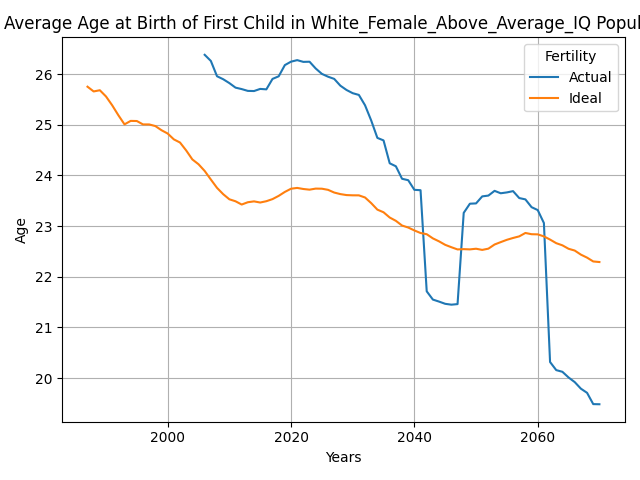 Average Age at Birth of First Child in White_Female_Above_Average_IQ Popul
Fertility
Actual
Ideal
Age
26
25
24
23
22
21
20
2000 2020 2040 2060
Years